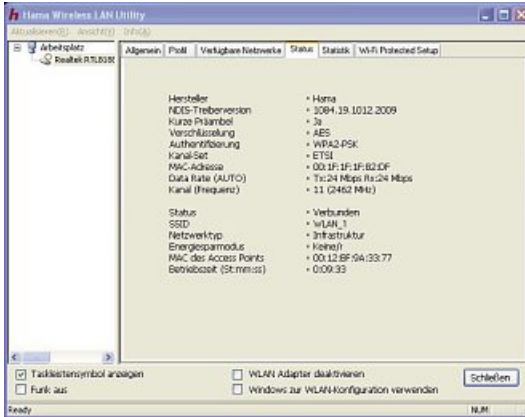 Hama Wireless LAN Utility
Aktualisieren(R) Ansicht(Y) Info(A)
Arbeitsplatz
Realtek RTL8188
Allgemein Profil Verfügbare Netzwerke Status Statistik Wi-Fi Protected Setup
Hersteller • Hama
NDIS-Treiberversion • 1084.19.1012.2009
Kurze Präambel • Ja
Verschlüsselung • AES
Authentifizierung • WPA2-PSK
Kanal-Set • ETSI
MAC-Adresse • 00:1F:1F:1F:B2:DF
Data Rate (AUTO) • Tx:24 Mbps Rx:24 Mbps
Kanal (Frequenz) • 11 (2462 MHz)
Status • Verbunden
SSID • WLAN_1
Netzwerktyp • Infrastruktur
Energiesparmodus • Keine/r
MAC des Access Points • 00:12:BF:9A:33:77
Betriebszeit (St:mm:ss) • 0:09:33
Taskleistensymbol anzeigen
WLAN Adapter deaktivieren
Schließen
Funk aus
Windows zur WLAN-Konfiguration verwenden
Ready NUM